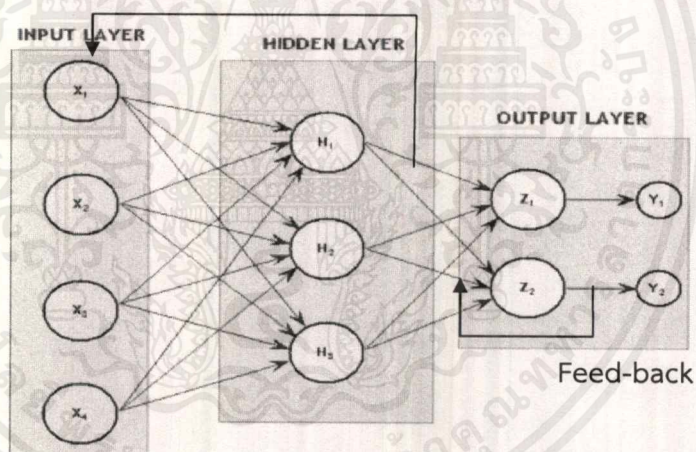 INPUT LAYER
HIDDEN LAYER
OUTPUT LAYER
X₁
X₂
X₃
X₄
H₁
H₂
H₃
Z₁
Z₂
Y₁
Y₂
Feed-back